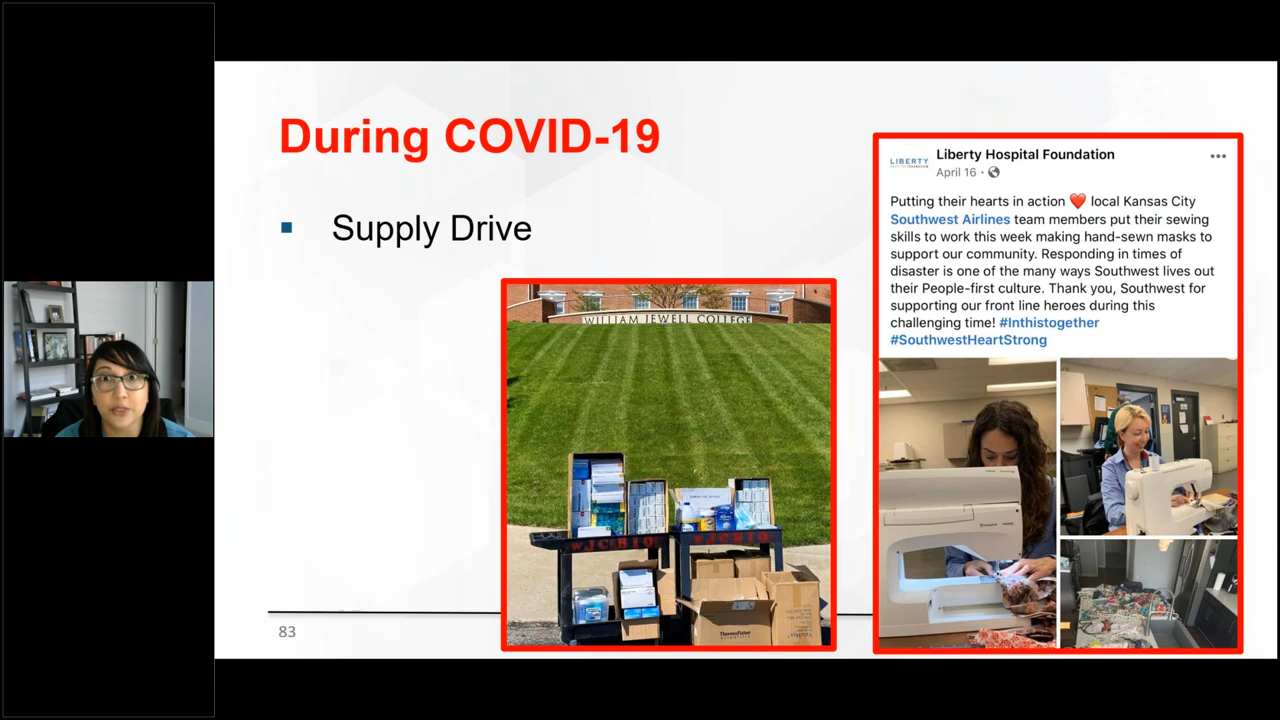 During COVID-19
▪ Supply Drive
WILLIAM JEWELL COLLEGE
WJCBIO WJCBIO
ThermoFisher
SCIENTIFIC
LIBERTY
Liberty Hospital Foundation
April 16 •
Putting their hearts in action ❤️ local Kansas City
Southwest Airlines team members put their sewing
skills to work this week making hand-sewn masks to
support our community. Responding in times of
disaster is one of the many ways Southwest lives out
their People-first culture. Thank you, Southwest for
supporting our front line heroes during this
challenging time! #Inthistogether
#SouthwestHeartStrong
83